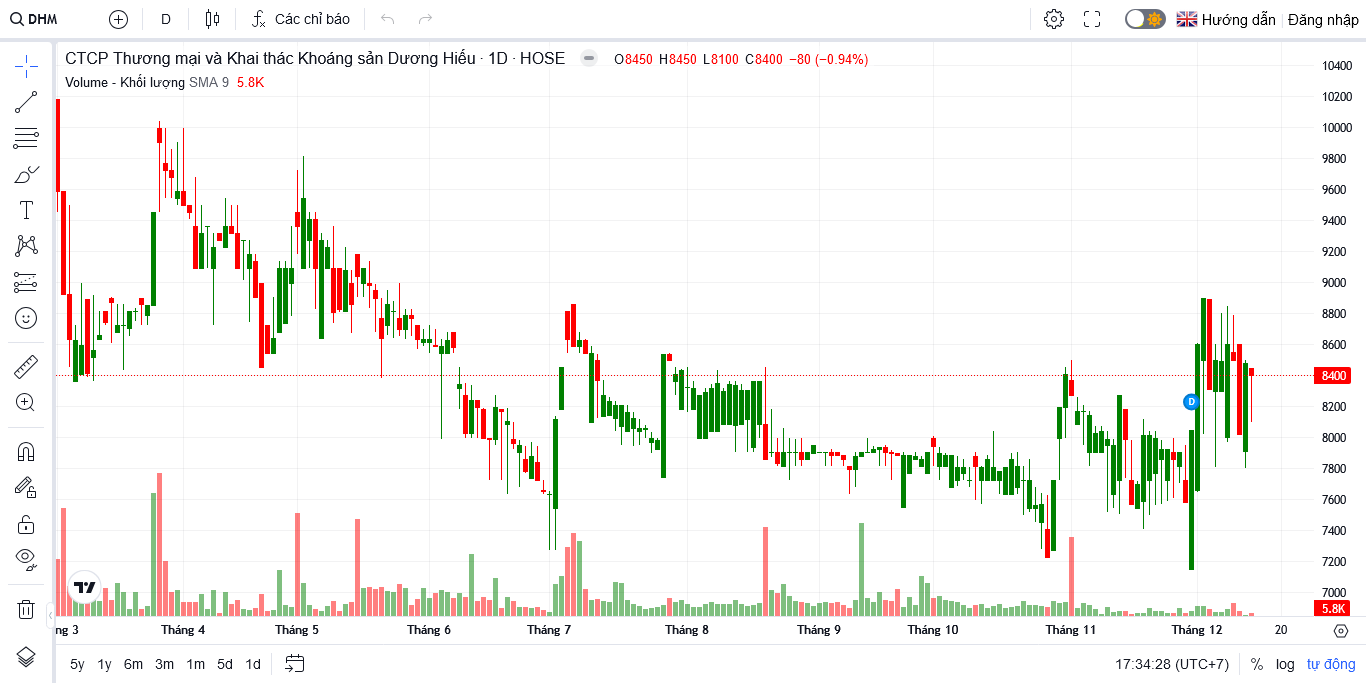 DHM D Các chỉ báo Hướng dẫn Đăng nhập
CTCP Thương mại và Khai thác Khoáng sản Dương Hiếu · 1D · HOSE O8450 H8450 L8100 C8400 −80 (−0.94%)
Volume - Khối lượng SMA 9 5.8K
10400
10200
10000
9800
9600
9400
9200
9000
8800
8600
8400
8200
8000
7800
7600
7400
7200
7000
5.8K
D
ng 3 Tháng 4 Tháng 5 Tháng 6 Tháng 7 Tháng 8 Tháng 9 Tháng 10 Tháng 11 Tháng 12 20
5y 1y 6m 3m 1m 5d 1d 17:34:28 (UTC+7) % log tự động